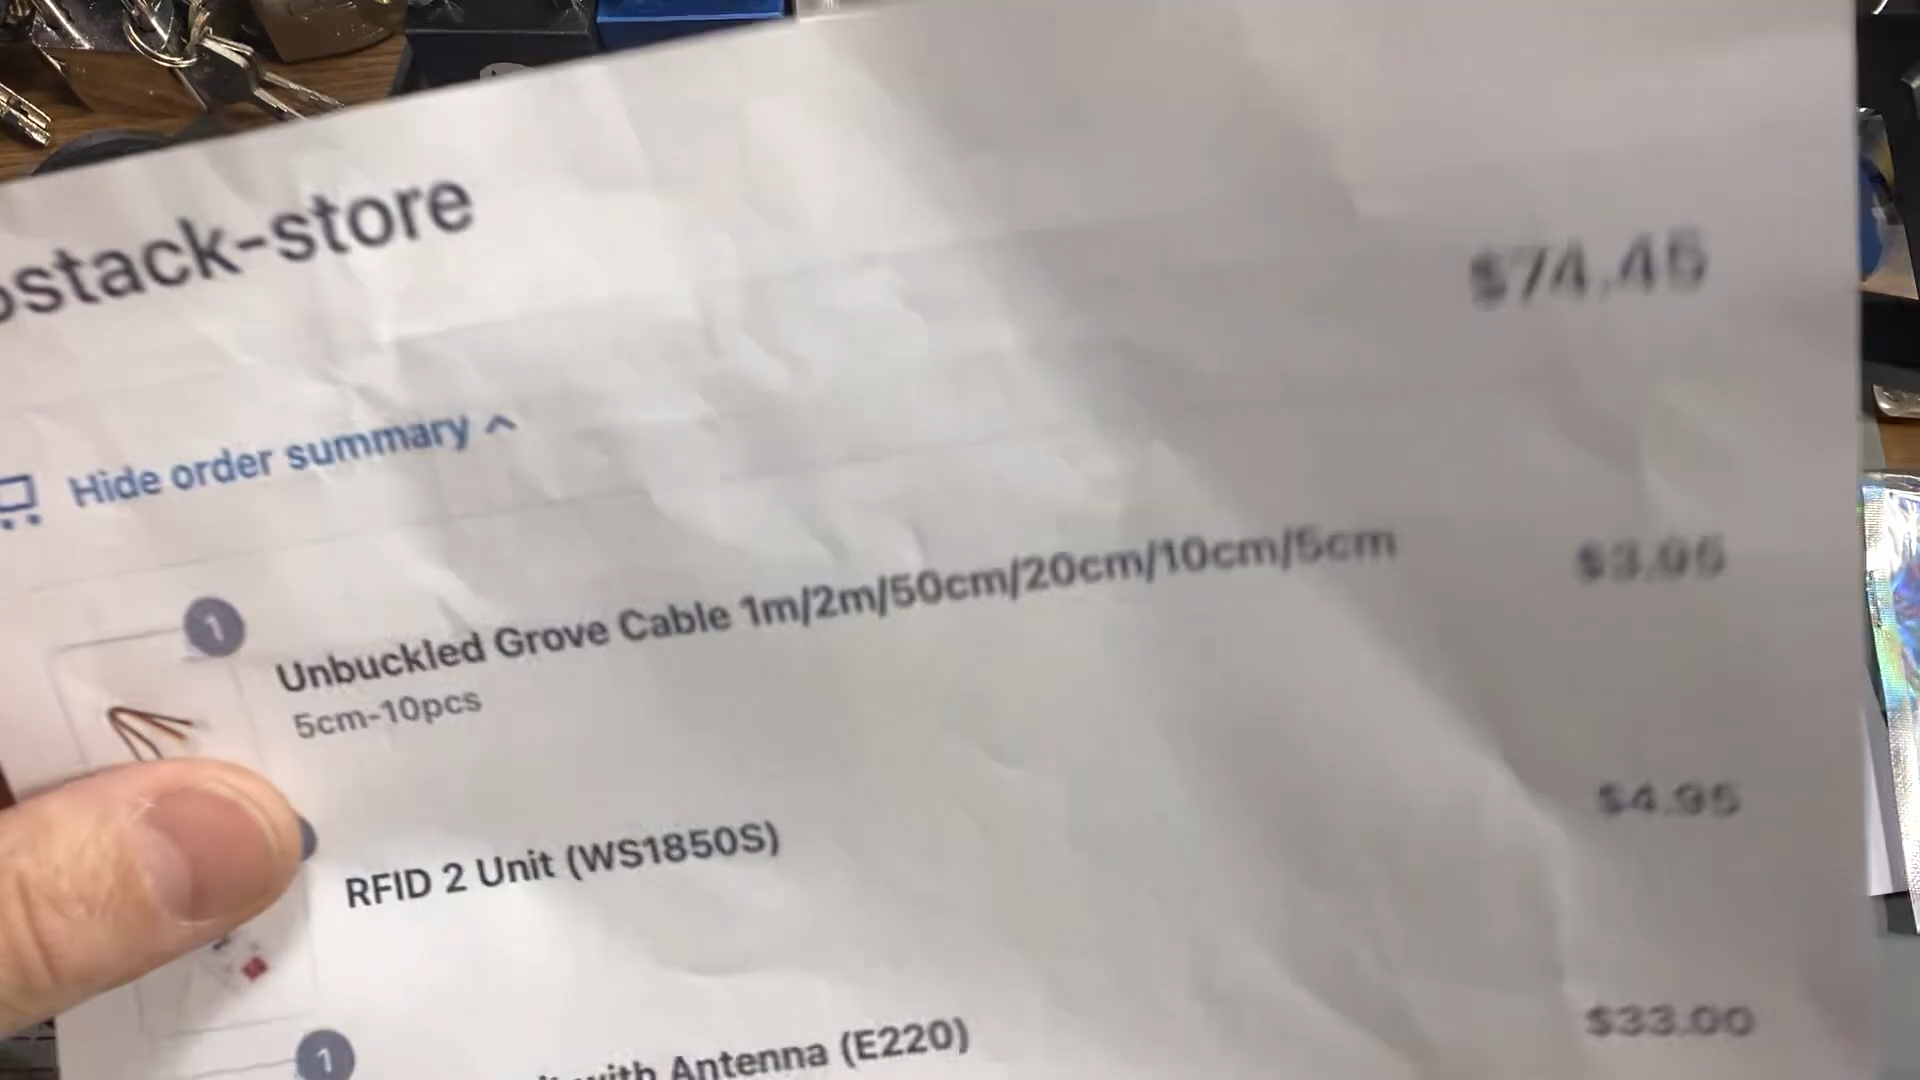 stack-store
$74.45
Hide order summary
1
Unbuckled Grove Cable 1m/2m/50cm/20cm/10cm/5cm
$3.95
5cm-10pcs
$4.95
RFID 2 Unit (WS1850S)
1
with Antenna (E220)
$33.00